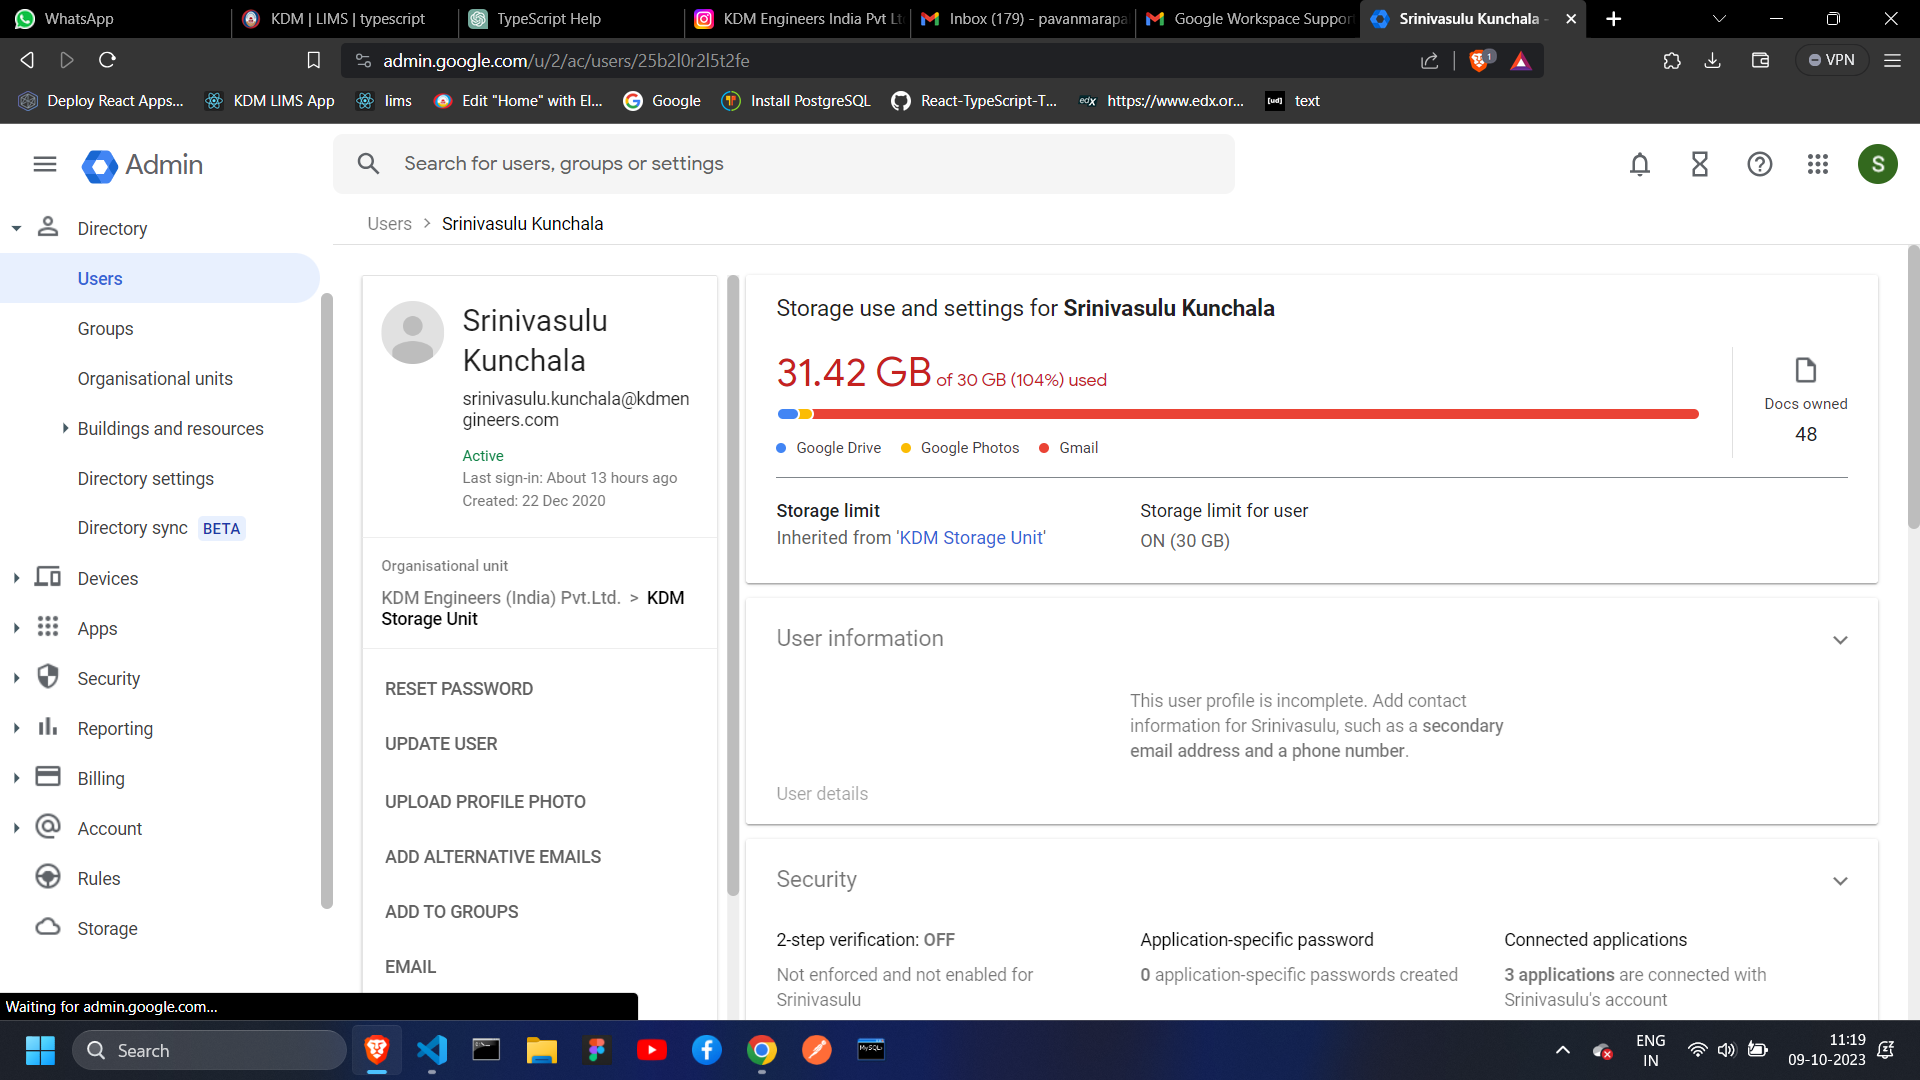 WhatsApp
KDM | LIMS | typescript
TypeScript Help
KDM Engineers India Pvt Lt
Inbox (179) - pavanmarapal
Google Workspace Support
Srinivasulu Kunchala -
admin.google.com/u/2/ac/users/25b2l0r2l5t2fe
1
VPN
Deploy React Apps...
KDM LIMS App
lims
Edit "Home" with El...
Google
Install PostgreSQL
React-TypeScript-T...
edX
https://www.edx.or...
[ud]
text
Admin
Search for users, groups or settings
S
Directory
Users
Groups
Organisational units
Buildings and resources
Directory settings
Directory sync BETA
Devices
Apps
Security
Reporting
Billing
Account
Rules
Storage
Users > Srinivasulu Kunchala
Srinivasulu
Kunchala
srinivasulu.kunchala@kdmen
gineers.com
Active
Last sign-in: About 13 hours ago
Created: 22 Dec 2020
Organisational unit
KDM Engineers (India) Pvt.Ltd. > KDM
Storage Unit
RESET PASSWORD
UPDATE USER
UPLOAD PROFILE PHOTO
ADD ALTERNATIVE EMAILS
ADD TO GROUPS
EMAIL
Storage use and settings for Srinivasulu Kunchala
31.42 GB of 30 GB (104%) used
Google Drive
Google Photos
Gmail
Docs owned
48
Storage limit
Inherited from 'KDM Storage Unit'
Storage limit for user
ON (30 GB)
User information
This user profile is incomplete. Add contact
information for Srinivasulu, such as a secondary
email address and a phone number.
User details
Security
2-step verification: OFF
Not enforced and not enabled for
Srinivasulu
Application-specific password
0 application-specific passwords created
Connected applications
3 applications are connected with
Srinivasulu's account
Waiting for admin.google.com...
Search
MySQL
ENG
IN
11:19
09-10-2023